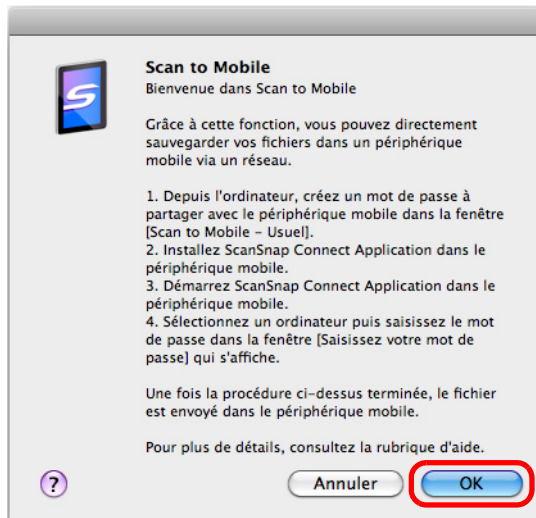 Scan to Mobile
Bienvenue dans Scan to Mobile
Grâce à cette fonction, vous pouvez directement
sauvegarder vos fichiers dans un périphérique
mobile via un réseau.
1. Depuis l'ordinateur, créez un mot de passe à
partager avec le périphérique mobile dans la fenêtre
[Scan to Mobile – Usuel].
2. Installez ScanSnap Connect Application dans le
périphérique mobile.
3. Démarrez ScanSnap Connect Application dans le
périphérique mobile.
4. Sélectionnez un ordinateur puis saisissez le mot
de passe dans la fenêtre [Saisissez votre mot de
passe] qui s'affiche.
Une fois la procédure ci-dessus terminée, le fichier
est envoyé dans le périphérique mobile.
Pour plus de détails, consultez la rubrique d'aide.
? Annuler OK